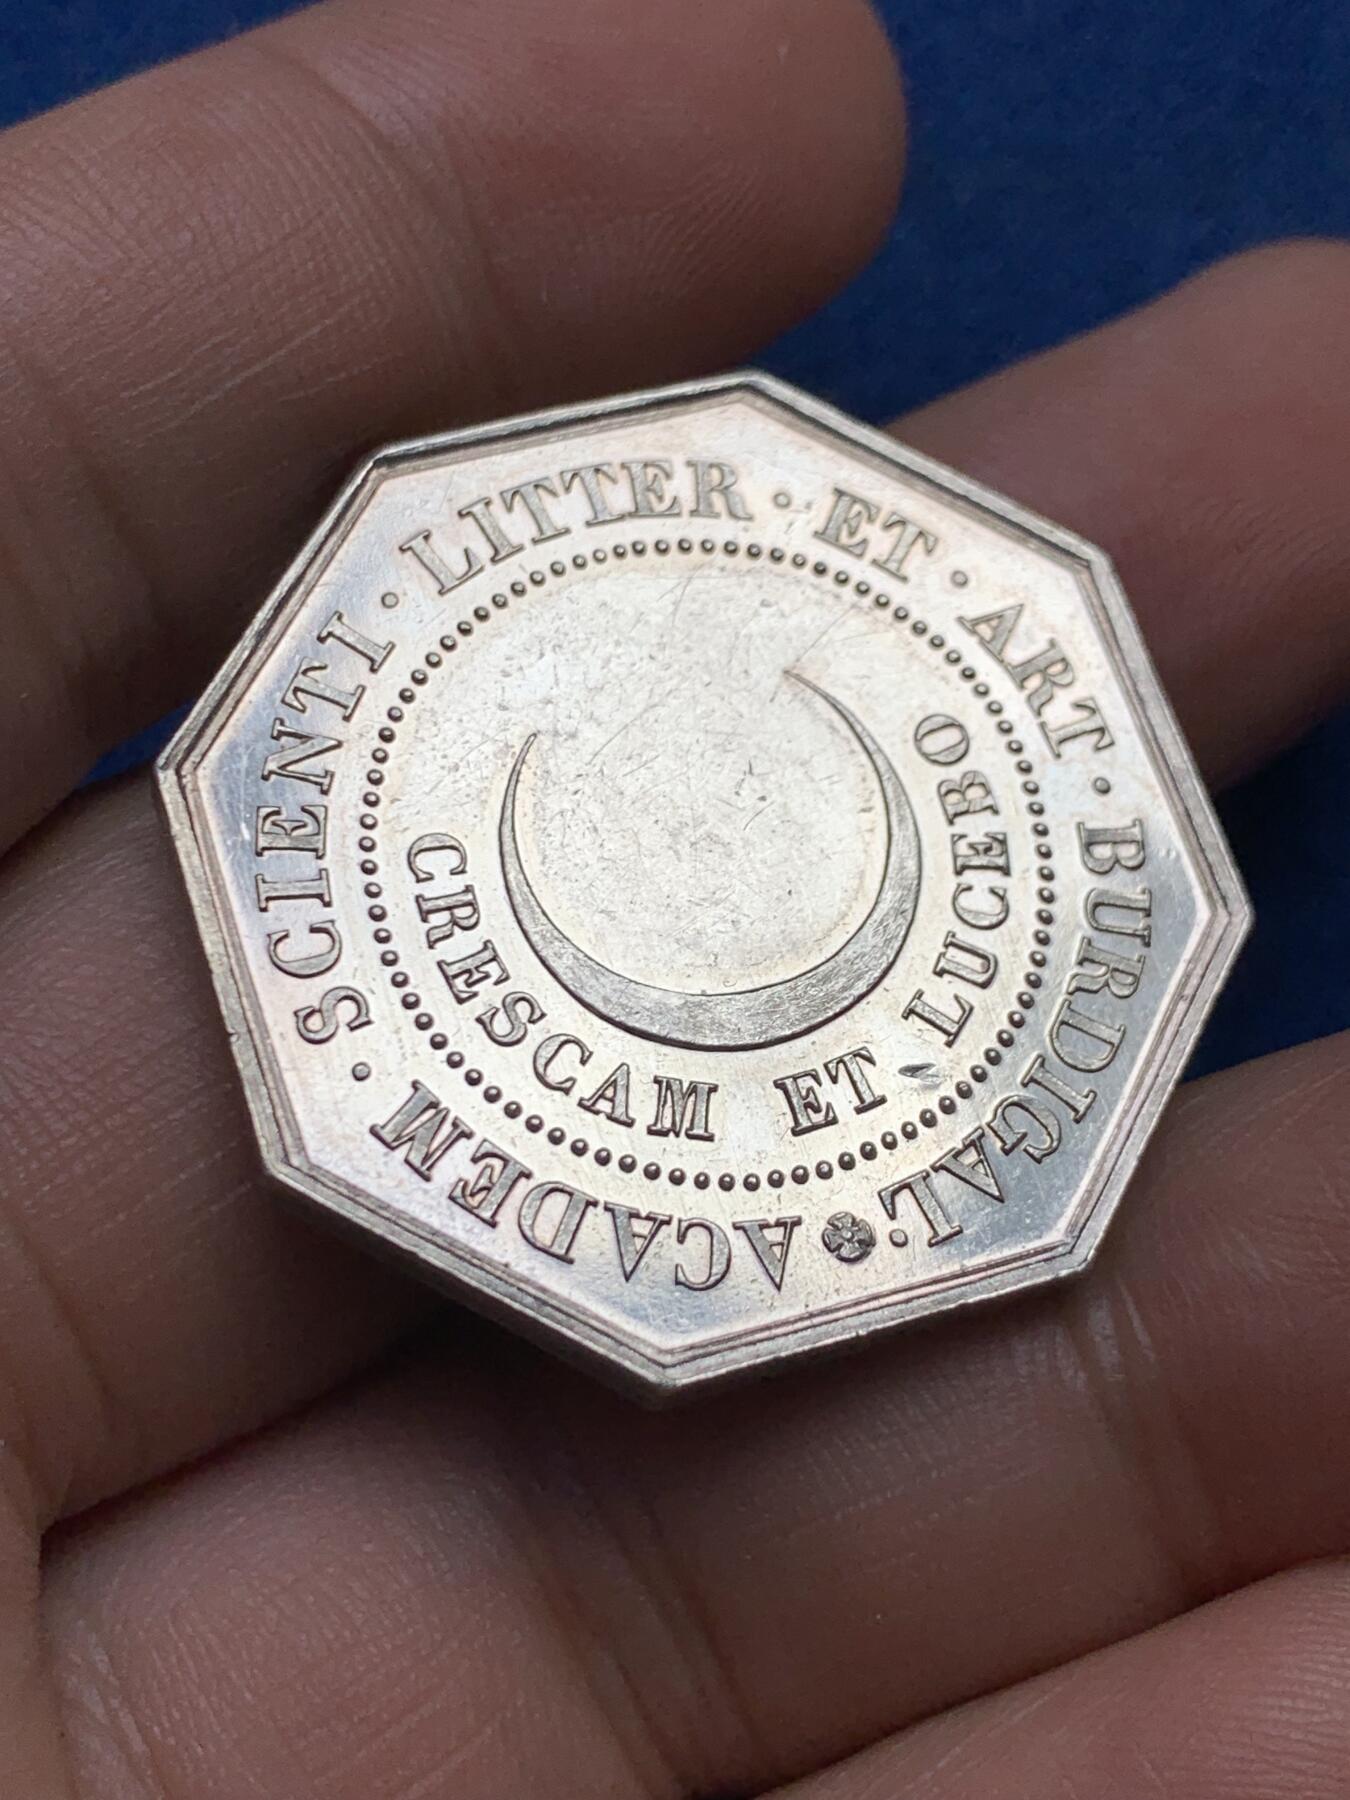 ACADEM · SCIENTI · LITTER · ET · ART · BURDIGAL.
CRESCAM ET LUCEBO